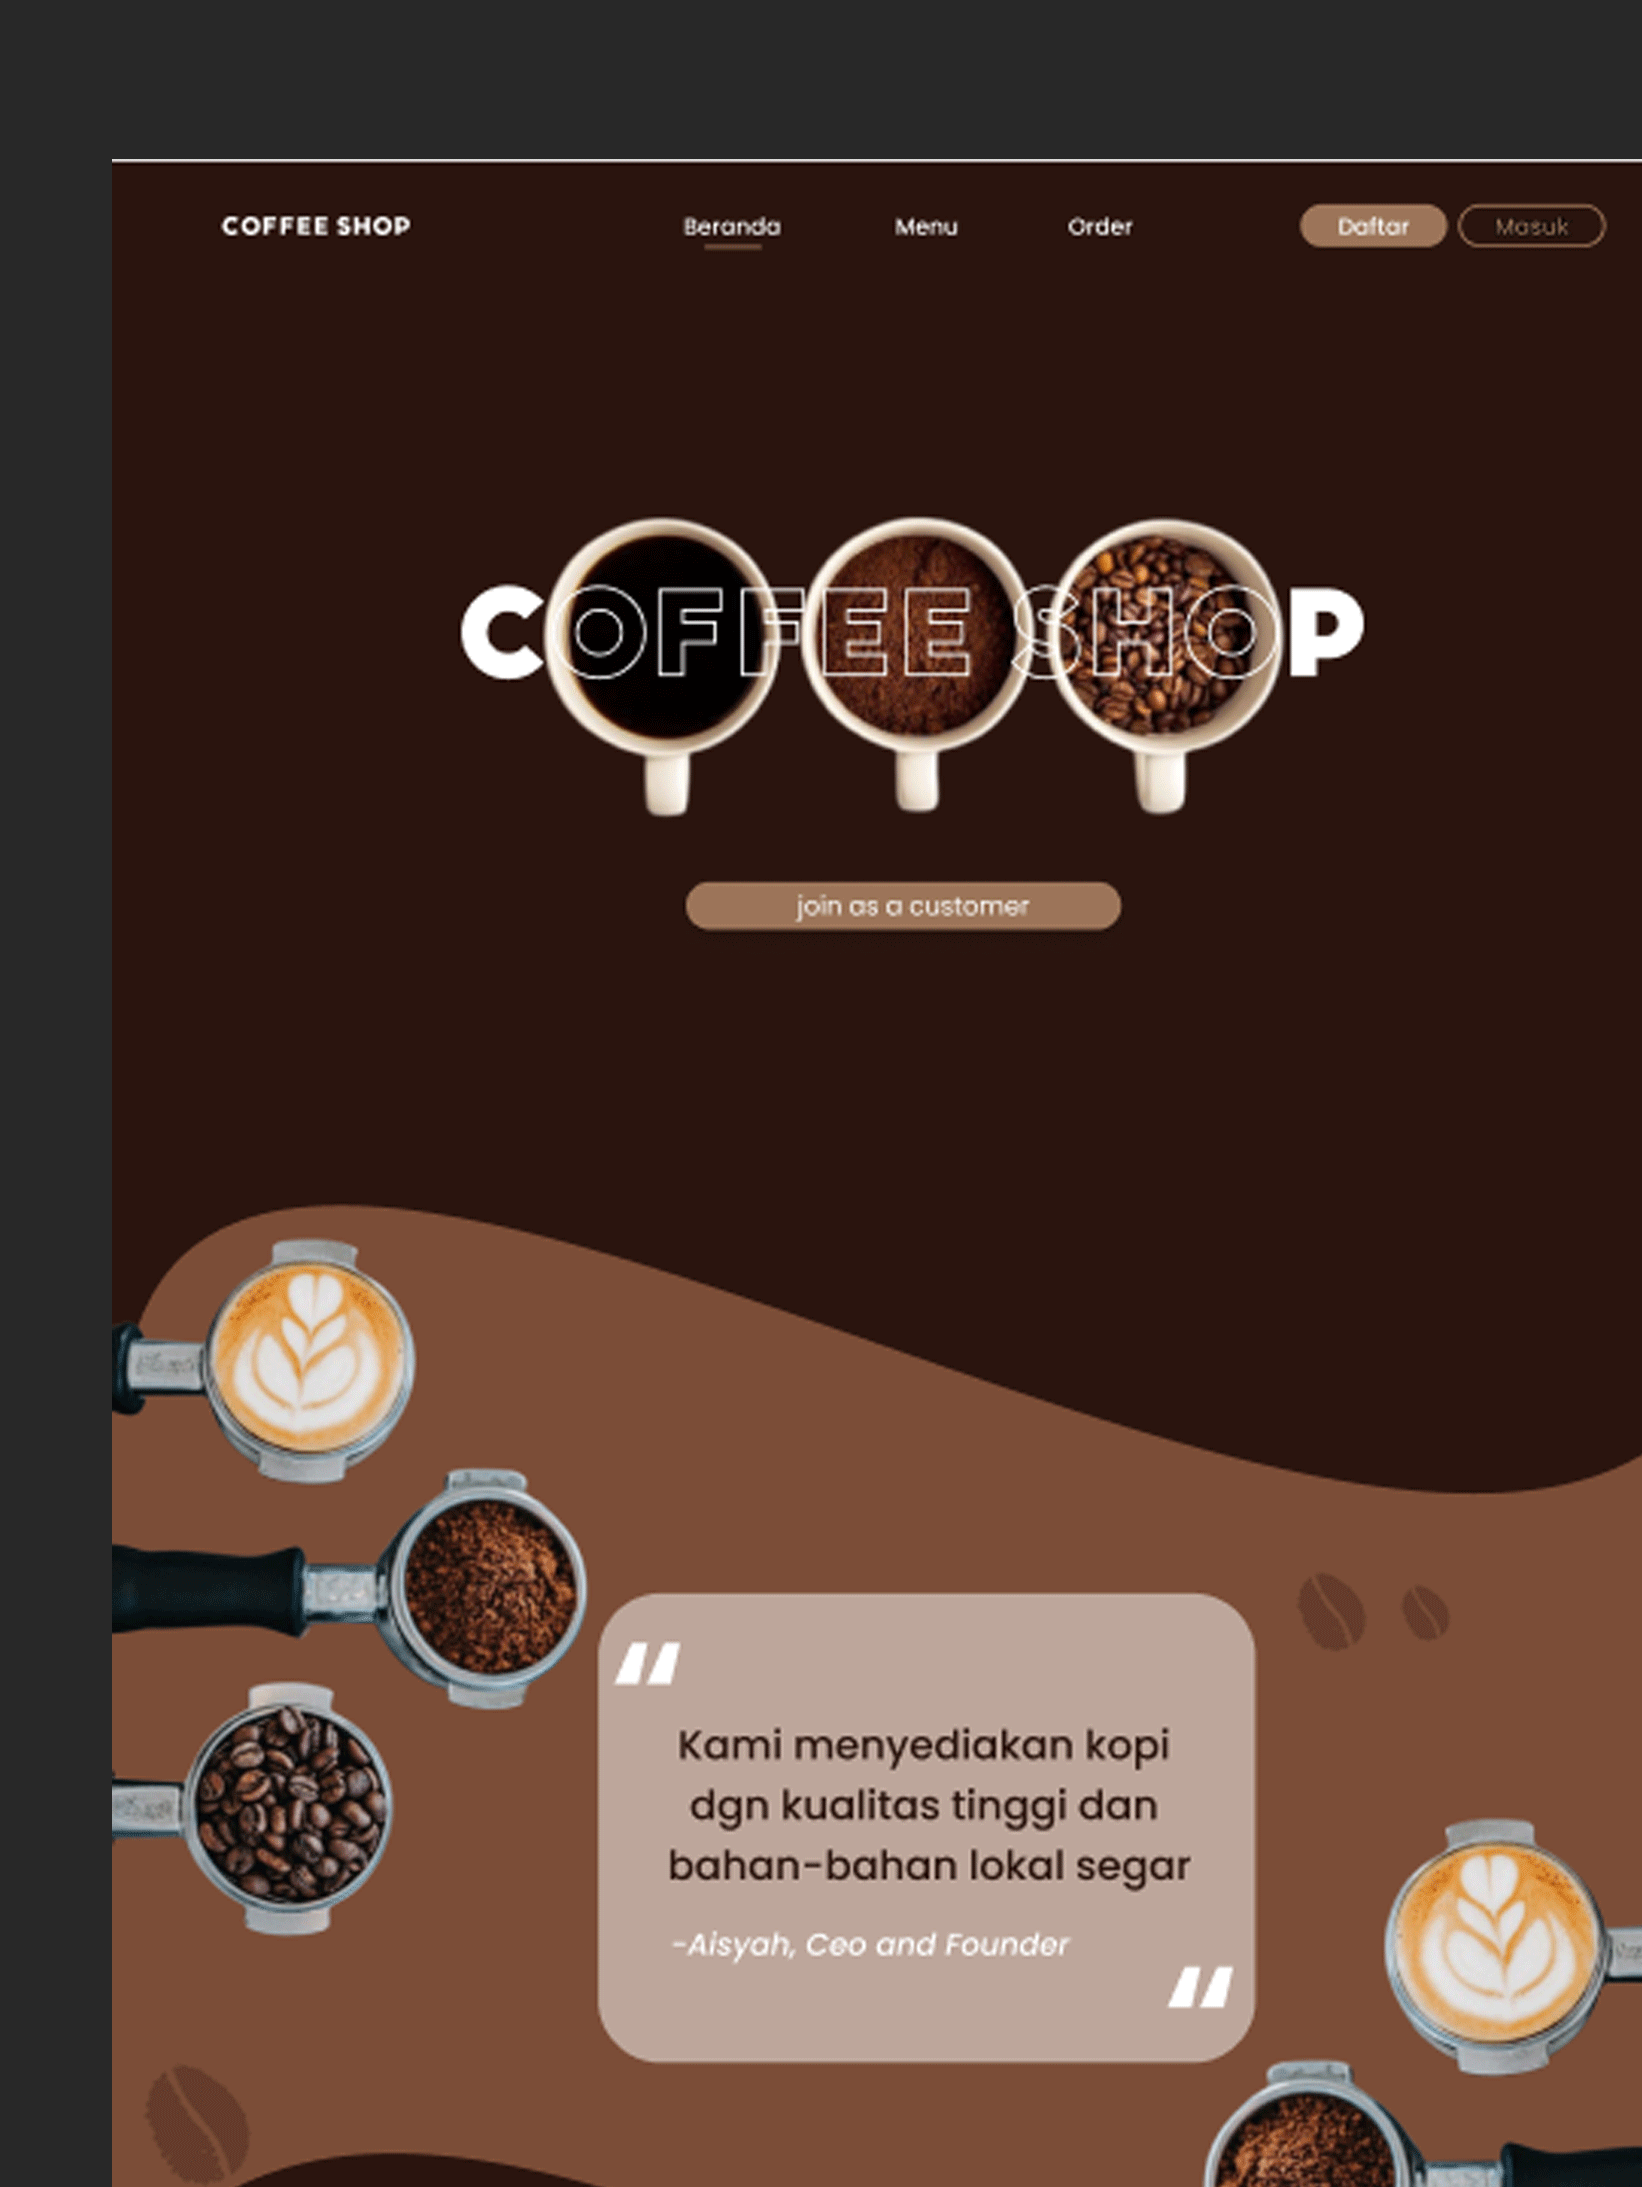 COFFEE SHOP
Beranda
Menu
Order
Daftar
Masuk
COFFEE SHOP
join as a customer
“
Kami menyediakan kopi
dgn kualitas tinggi dan
bahan-bahan lokal segar
-Aisyah, Ceo and Founder
“